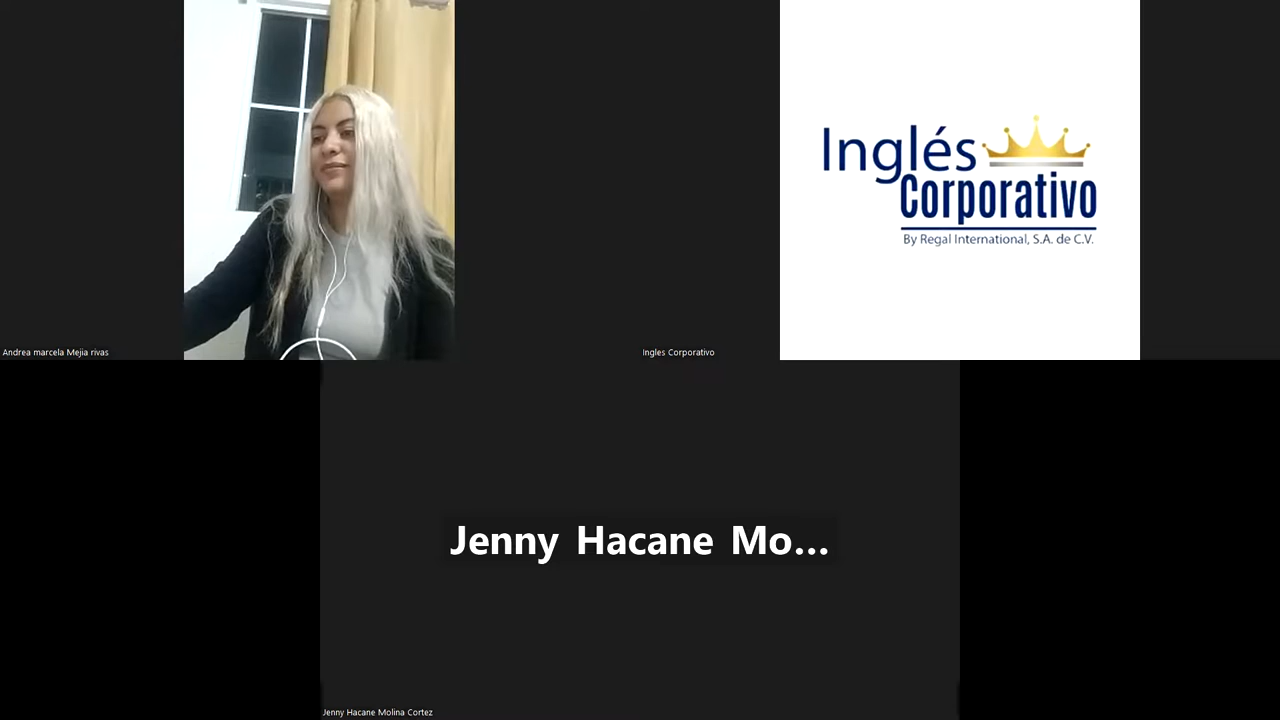 Inglés
Corporativo
By Regal International, S.A. de C.V.
Andrea marcela Mejia rivas
Ingles Corporativo
Jenny Hacane Mo...
Jenny Hacane Molina Cortez